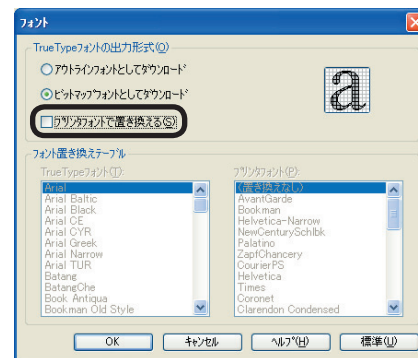 フォント
TrueTypeフォントの出力形式(O)
アウトラインフォントとしてダウンロード
ビットマップフォントとしてダウンロード
プリンタフォントで置き換える(S)
a
フォント置き換えテーブル
TrueTypeフォント(T):
プリンタフォント(P):
Arial
Arial Baltic
Arial Black
Arial CE
Arial CYR
Arial Greek
Arial Narrow
Arial TUR
Batang
BatangChe
Book Antiqua
Bookman Old Style
(置き換えなし)
AvantGarde
Bookman
Helvetica-Narrow
NewCenturySchlbk
Palatino
ZapfChancery
CourierPS
Helvetica
Times
Coronet
Clarendon Condensed
OK
キャンセル
ヘルプ(H)
標準(U)